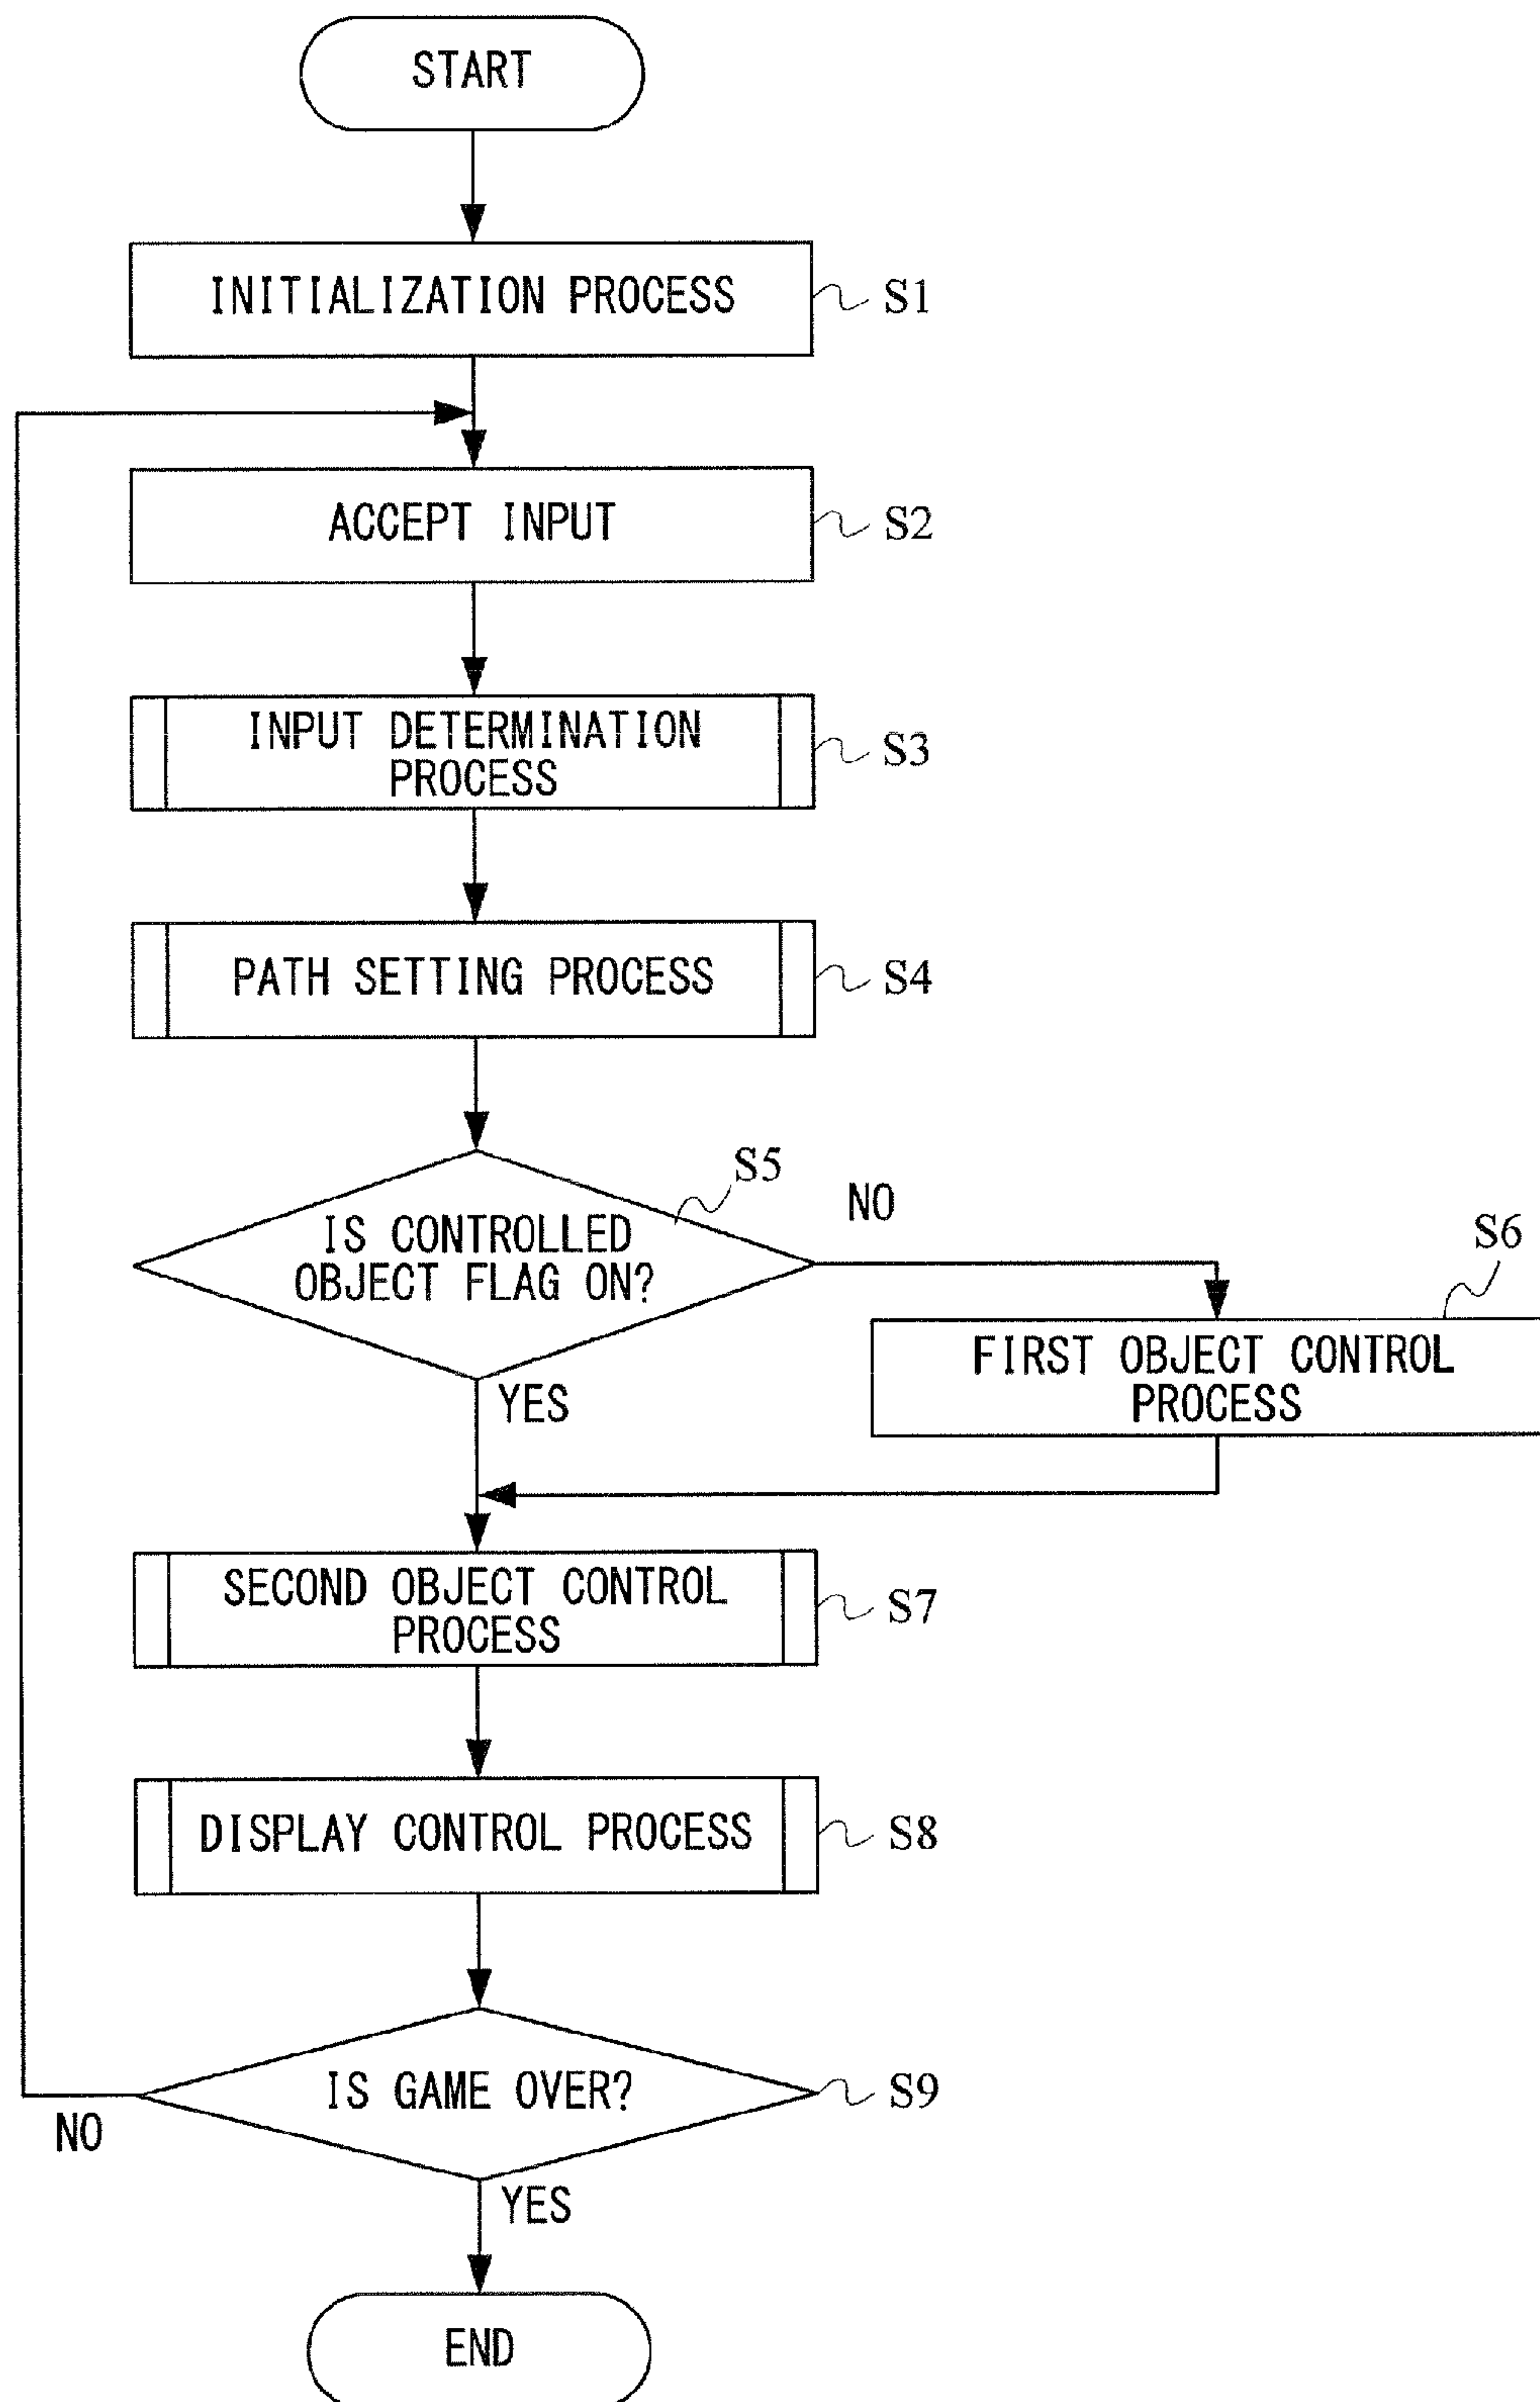 START
INITIALIZATION PROCESS
S1
ACCEPT INPUT
S2
INPUT DETERMINATION
PROCESS
S3
PATH SETTING PROCESS
S4
S5
IS CONTROLLED
OBJECT FLAG ON?
NO
YES
S6
FIRST OBJECT CONTROL
PROCESS
SECOND OBJECT CONTROL
PROCESS
S7
DISPLAY CONTROL PROCESS
S8
IS GAME OVER?
S9
NO
YES
END